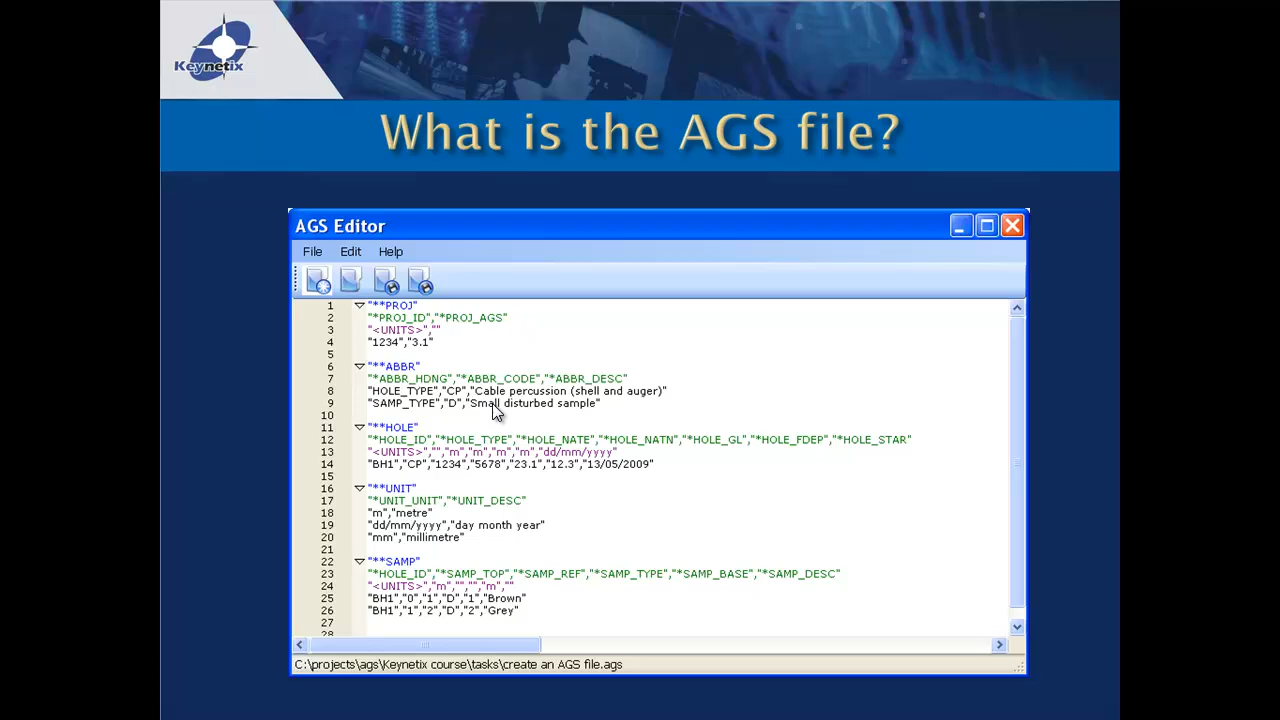 Keynetix
What is the AGS file?
AGS Editor
File Edit Help
1 "**PROJ"
2 "*PROJ_ID","*PROJ_AGS"
3 "<UNITS>",""
4 "1234","3.1"
5
6 "**ABBR"
7 "*ABBR_HDNG","*ABBR_CODE","*ABBR_DESC"
8 "HOLE_TYPE","CP","Cable percussion (shell and auger)"
9 "SAMP_TYPE","D","Small disturbed sample"
10
11 "**HOLE"
12 "*HOLE_ID","*HOLE_TYPE","*HOLE_NATE","*HOLE_NATN","*HOLE_GL","*HOLE_FDEP","*HOLE_STAR"
13 "<UNITS>","","m","m","m","m","dd/mm/yyyy"
14 "BH1","CP","1234","5678","23.1","12.3","13/05/2009"
15
16 "**UNIT"
17 "*UNIT_UNIT","*UNIT_DESC"
18 "m","metre"
19 "dd/mm/yyyy","day month year"
20 "mm","millimetre"
21
22 "**SAMP"
23 "*HOLE_ID","*SAMP_TOP","*SAMP_REF","*SAMP_TYPE","*SAMP_BASE","*SAMP_DESC"
24 "<UNITS>","m","","","m",""
25 "BH1","0","1","D","1","Brown"
26 "BH1","1","2","D","2","Grey"
27
28
C:\projects\ags\Keynetix course\tasks\create an AGS file.ags